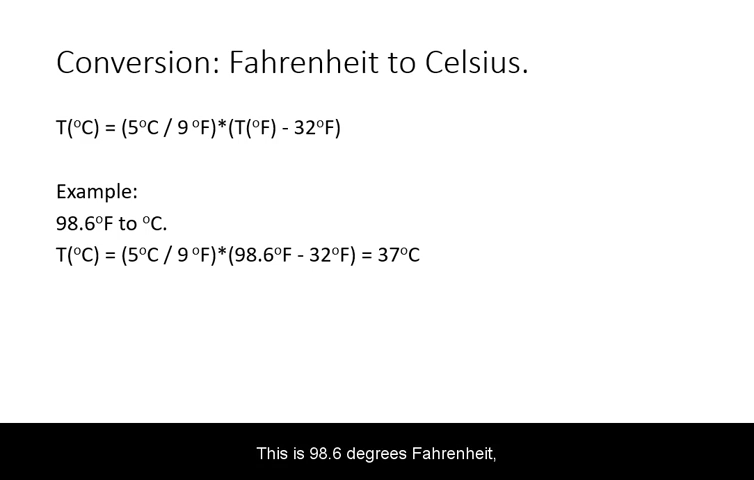 Conversion: Fahrenheit to Celsius.
T(ºC) = (5ºC / 9 ºF)*(T(ºF) - 32ºF)
Example:
98.6ºF to ºC.
T(ºC) = (5ºC / 9 ºF)*(98.6ºF - 32ºF) = 37ºC
This is 98.6 degrees Fahrenheit,